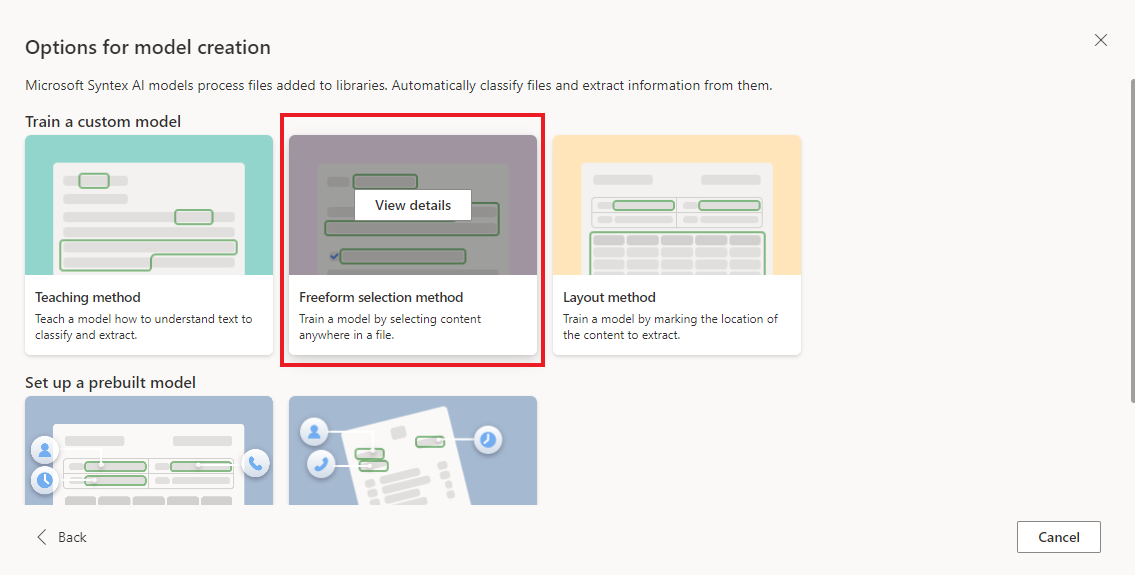 Options for model creation
Microsoft Syntex AI models process files added to libraries. Automatically classify files and extract information from them.
Train a custom model
View details
Teaching method
Teach a model how to understand text to
classify and extract.
Freeform selection method
Train a model by selecting content
anywhere in a file.
Layout method
Train a model by marking the location of
the content to extract.
Set up a prebuilt model
Back
Cancel